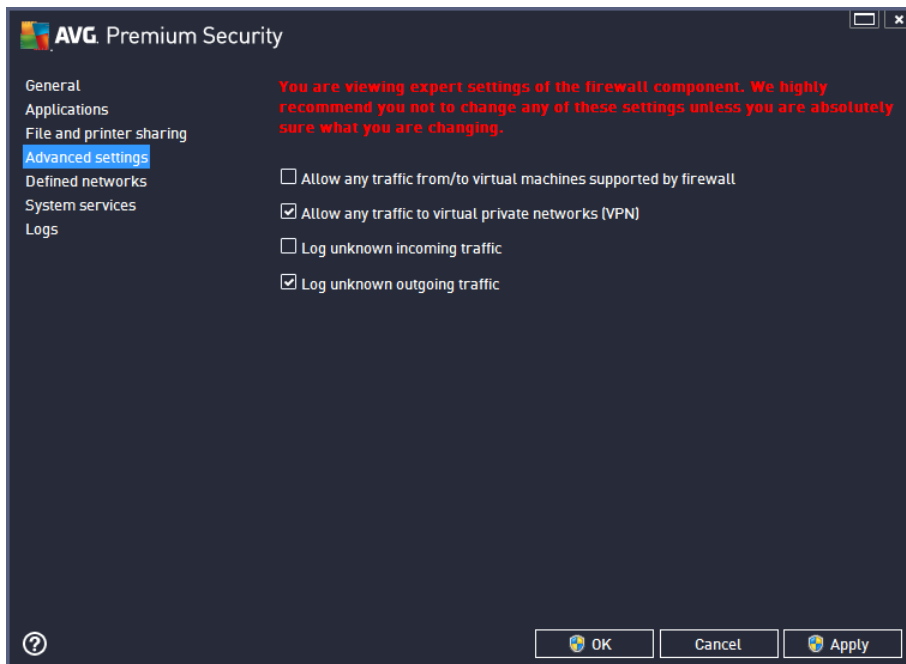 AVG. Premium Security
General
Applications
File and printer sharing
Advanced settings
Defined networks
System services
Logs
You are viewing expert settings of the firewall component. We highly
recommend you not to change any of these settings unless you are absolutely
sure what you are changing.
Allow any traffic from/to virtual machines supported by firewall
Allow any traffic to virtual private networks (VPN)
Log unknown incoming traffic
Log unknown outgoing traffic
?
OK
Cancel
Apply